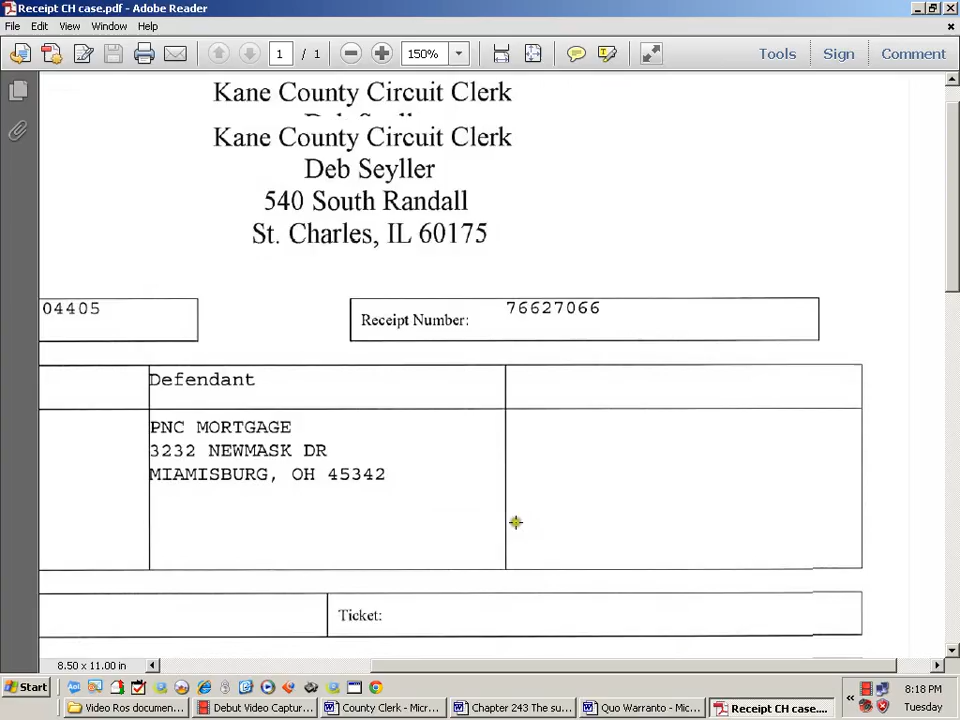 Receipt CH case.pdf - Adobe Reader
File Edit View Window Help
1 / 1 150% Tools Sign Comment
Kane County Circuit Clerk
Kane County Circuit Clerk
Deb Seyller
540 South Randall
St. Charles, IL 60175
04405
Receipt Number: 76627066
Defendant
PNC MORTGAGE
3232 NEWMASK DR
MIAMISBURG, OH 45342
Ticket:
8.50 x 11.00 in
Start
8:18 PM
Video Ros documen... Debut Video Captur... County Clerk - Micr... Chapter 243 The su... Quo Warranto - Mic... Receipt CH case....
Tuesday